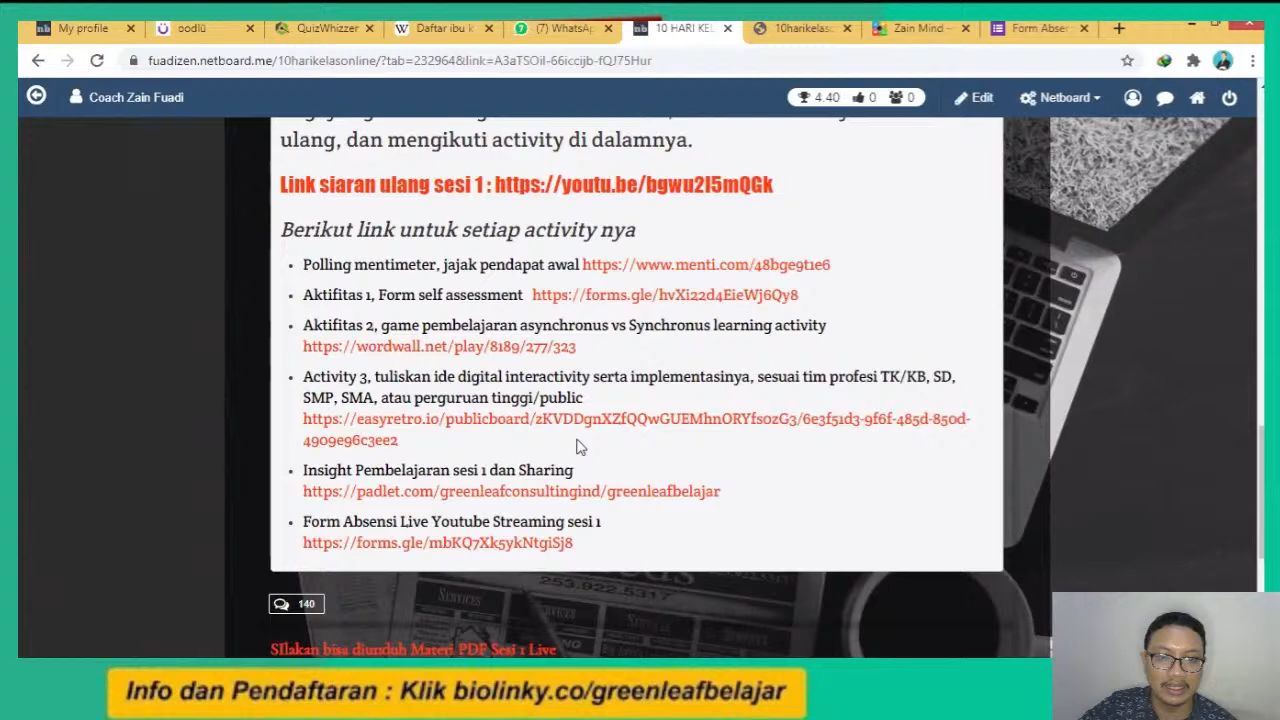 My profile
oodlü
QuizWhizzer
Daftar ibu k
(7) WhatsAp
10 HARI KEL
10harikelas
Zain Mind –
Form Absen
fuadizen.netboard.me/10harikelasonline/?tab=232964&link=A3aTSOil-66iccijb-fQJ75Hur
Coach Zain Fuadi
4.40 0 0
Edit
Netboard
ulang, dan mengikuti activity di dalamnya.
Link siaran ulang sesi 1 : https://youtu.be/bgwu2I5mQGk
Berikut link untuk setiap activity nya
• Polling mentimeter, jajak pendapat awal https://www.menti.com/48bge9t1e6
• Aktifitas 1, Form self assessment https://forms.gle/hvXi22d4EieWj6Qy8
• Aktifitas 2, game pembelajaran asynchronus vs Synchronus learning activity
https://wordwall.net/play/8189/277/323
• Activity 3, tuliskan ide digital interactivity serta implementasinya, sesuai tim profesi TK/KB, SD,
SMP, SMA, atau perguruan tinggi/public
https://easyretro.io/publicboard/zKVDDgnXZfQQwGUEMhnORYfs0zG3/6e3f51d3-9f6f-485d-850d-
4909e96c3ee2
• Insight Pembelajaran sesi 1 dan Sharing
https://padlet.com/greenleafconsultingind/greenleafbelajar
• Form Absensi Live Youtube Streaming sesi 1
https://forms.gle/mbKQ7Xk5ykNtgiSj8
253.922.5317
SERVICES
140
SIlakan bisa diunduh Materi PDF Sesi 1 Live
Info dan Pendaftaran : Klik biolinky.co/greenleafbelajar